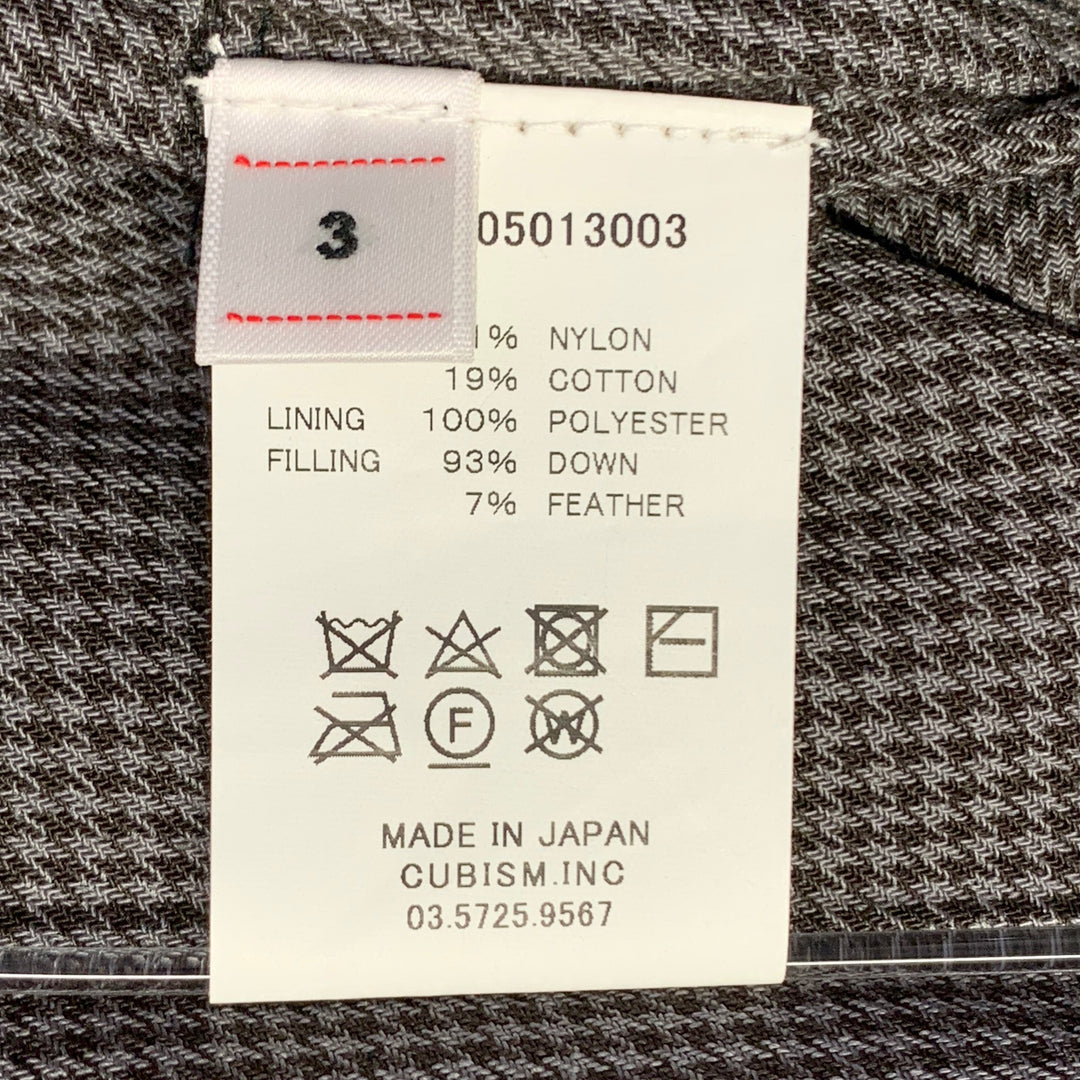 3
05013003
1% NYLON
19% COTTON
LINING 100% POLYESTER
FILLING 93% DOWN
7% FEATHER
F
W
MADE IN JAPAN
CUBISM.INC
03.5725.9567